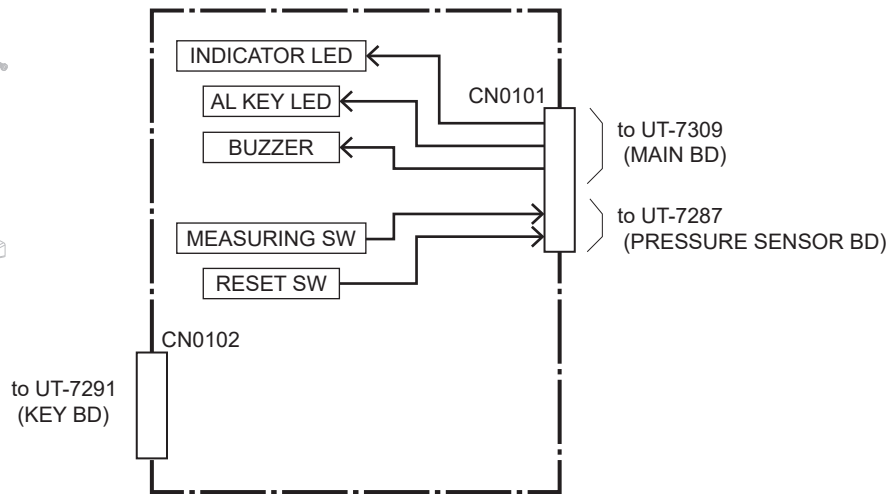 INDICATOR LED
AL KEY LED
BUZZER
CN0101
to UT-7309
(MAIN BD)
MEASURING SW
RESET SW
to UT-7287
(PRESSURE SENSOR BD)
CN0102
to UT-7291
(KEY BD)